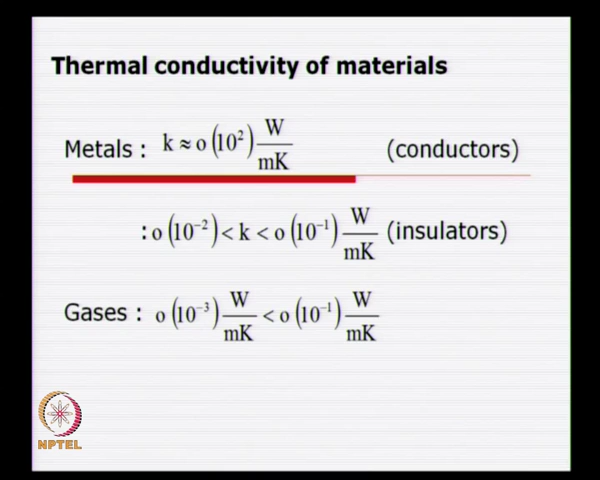 Thermal conductivity of materials
Metals : k ≈ o (10²) W/mK (conductors)
: o (10⁻²) < k < o (10⁻¹) W/mK (insulators)
Gases : o (10⁻³) W/mK < o (10⁻¹) W/mK
NPTEL